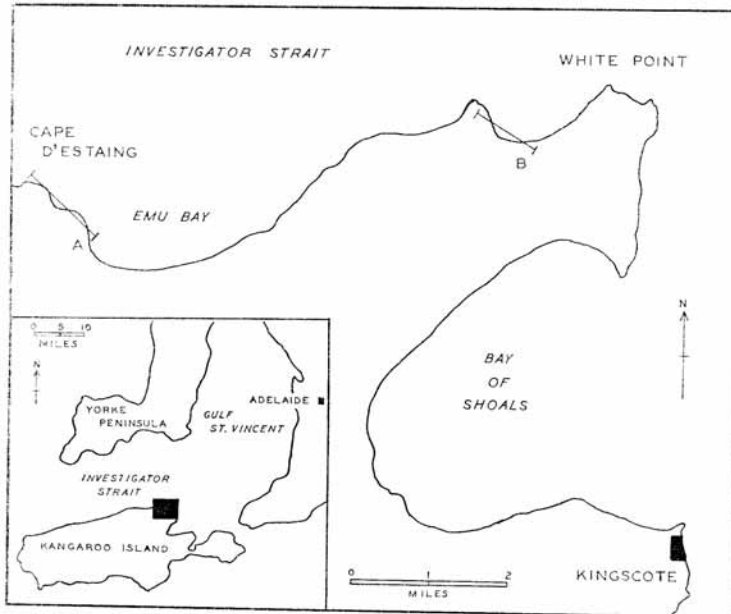 INVESTIGATOR STRAIT
WHITE POINT
CAPE
D'ESTAING
B
EMU BAY
A
N
BAY
OF
SHOALS
0 5 10
MILES
N
ADELAIDE
YORKE
PENINSULA
GULF
ST. VINCENT
INVESTIGATOR
STRAIT
KANGAROO ISLAND
KINGSCOTE
0 1 2
MILES